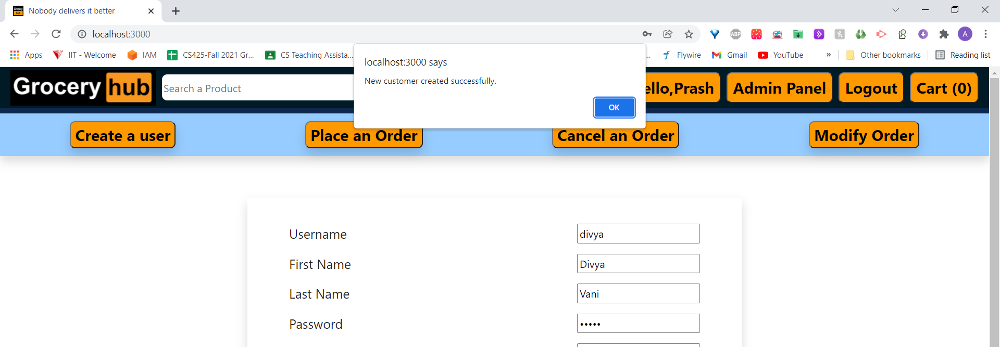 Nobody delivers it better
localhost:3000
ABP
A
Apps
IIT - Welcome
IAM
CS425-Fall 2021 Gr...
CS Teaching Assista...
...
Flywire
Gmail
YouTube
»
Other bookmarks
Reading list
localhost:3000 says
New customer created successfully.
OK
Grocery hub
Search a Product
ello,Prash
Admin Panel
Logout
Cart (0)
Create a user
Place an Order
Cancel an Order
Modify Order
Username
divya
First Name
Divya
Last Name
Vani
Password
•••••